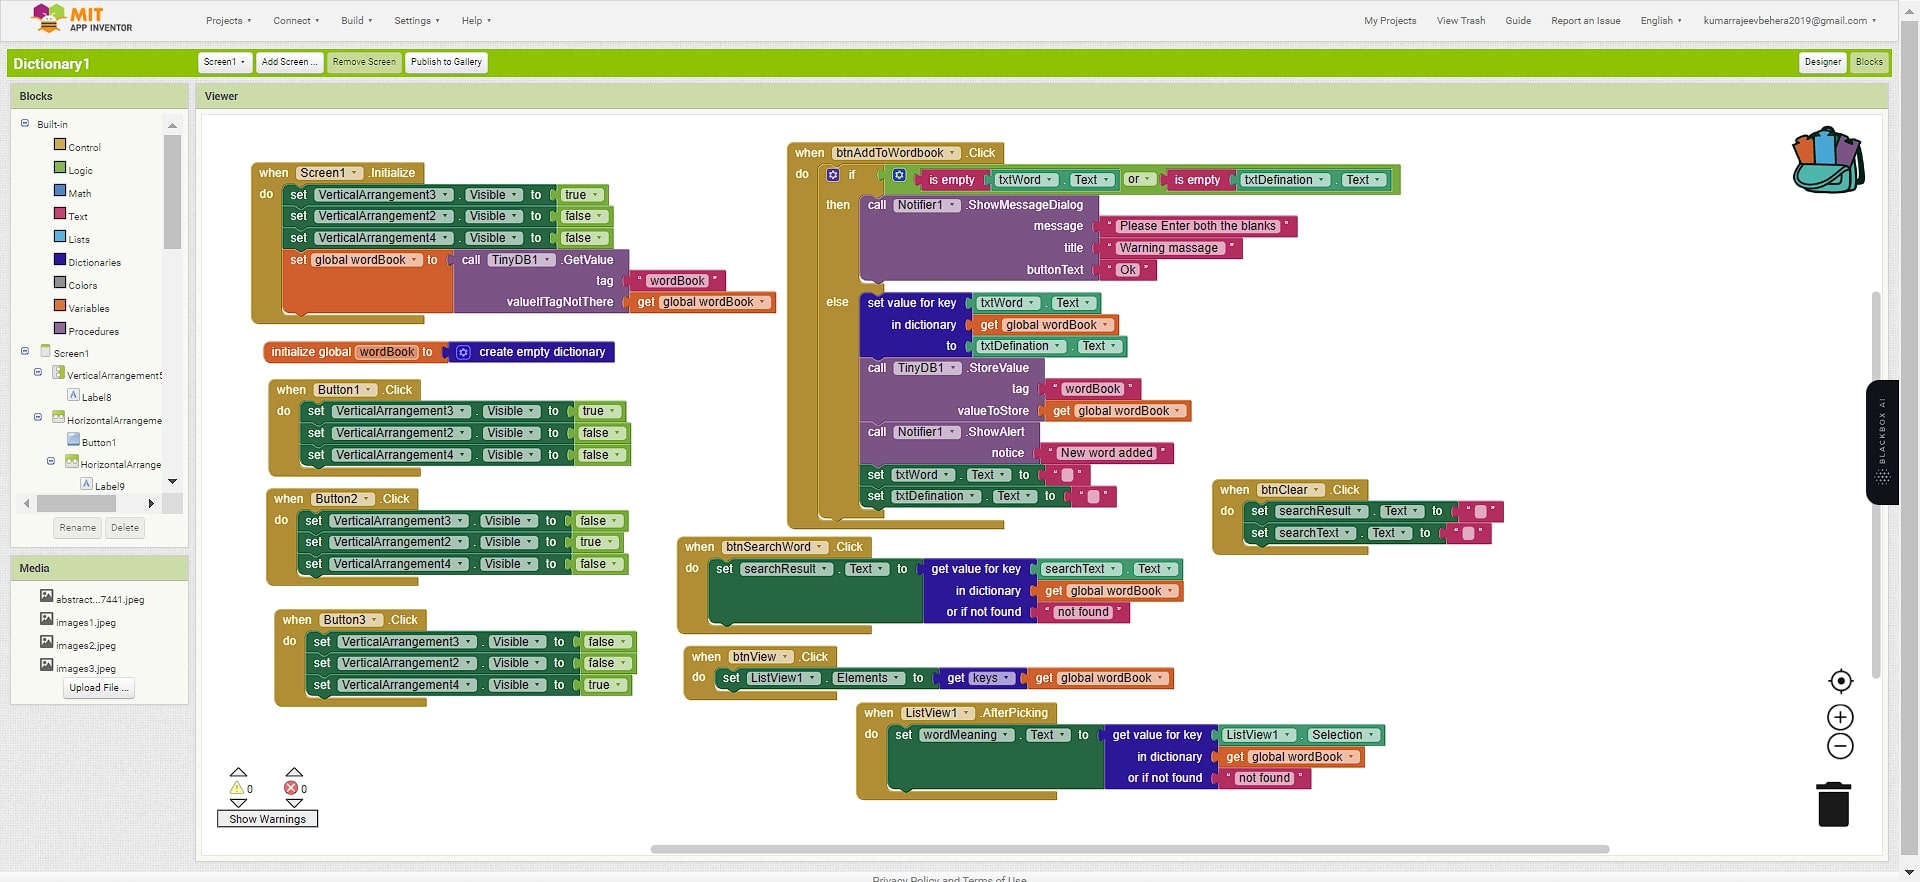 MIT
APP INVENTOR
Projects Connect Build Settings Help My Projects View Trash Guide Report an Issue English kumarrajeevbehera2019@gmail.com
Dictionary1 Screen1 Add Screen ... Remove Screen Publish to Gallery Designer Blocks
Blocks
Built-in
Control
Logic
Math
Text
Lists
Dictionaries
Colors
Variables
Procedures
Screen1
VerticalArrangement5
Label8
HorizontalArrangeme
Button1
HorizontalArrange
Label9
Rename Delete
Media
abstract...7441.jpeg
images1.jpeg
images2.jpeg
images3.jpeg
Upload File ...
Viewer
when Screen1 .Initialize
do set VerticalArrangement3 . Visible to true
set VerticalArrangement2 . Visible to false
set VerticalArrangement4 . Visible to false
set global wordBook to call TinyDB1 .GetValue
tag " wordBook "
valueIfTagNotThere get global wordBook
initialize global wordBook to create empty dictionary
when Button1 .Click
do set VerticalArrangement3 . Visible to true
set VerticalArrangement2 . Visible to false
set VerticalArrangement4 . Visible to false
when Button2 .Click
do set VerticalArrangement3 . Visible to false
set VerticalArrangement2 . Visible to true
set VerticalArrangement4 . Visible to false
when Button3 .Click
do set VerticalArrangement3 . Visible to false
set VerticalArrangement2 . Visible to false
set VerticalArrangement4 . Visible to true
when btnAddToWordbook .Click
do if is empty txtWord . Text or is empty txtDefination . Text
then call Notifier1 .ShowMessageDialog
message " Please Enter both the blanks "
title " Warning massage "
buttonText " Ok "
else set value for key txtWord . Text
in dictionary get global wordBook
to txtDefination . Text
call TinyDB1 .StoreValue
tag " wordBook "
valueToStore get global wordBook
call Notifier1 .ShowAlert
notice " New word added "
set txtWord . Text to " "
set txtDefination . Text to " "
when btnClear .Click
do set searchResult . Text to " "
set searchText . Text to " "
when btnSearchWord .Click
do set searchResult . Text to get value for key searchText . Text
in dictionary get global wordBook
or if not found " not found "
when btnView .Click
do set ListView1 . Elements to get keys get global wordBook
when ListView1 .AfterPicking
do set wordMeaning . Text to get value for key ListView1 . Selection
in dictionary get global wordBook
or if not found " not found "
0 0
Show Warnings
BLACKBOX AI
Privacy Policy and Terms of Use